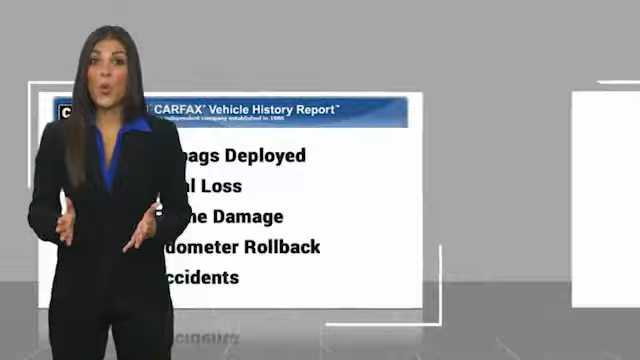 C CARFAX Vehicle History Report™
independent company established in 1986
bags Deployed
al Loss
me Damage
dometer Rollback
ccidents